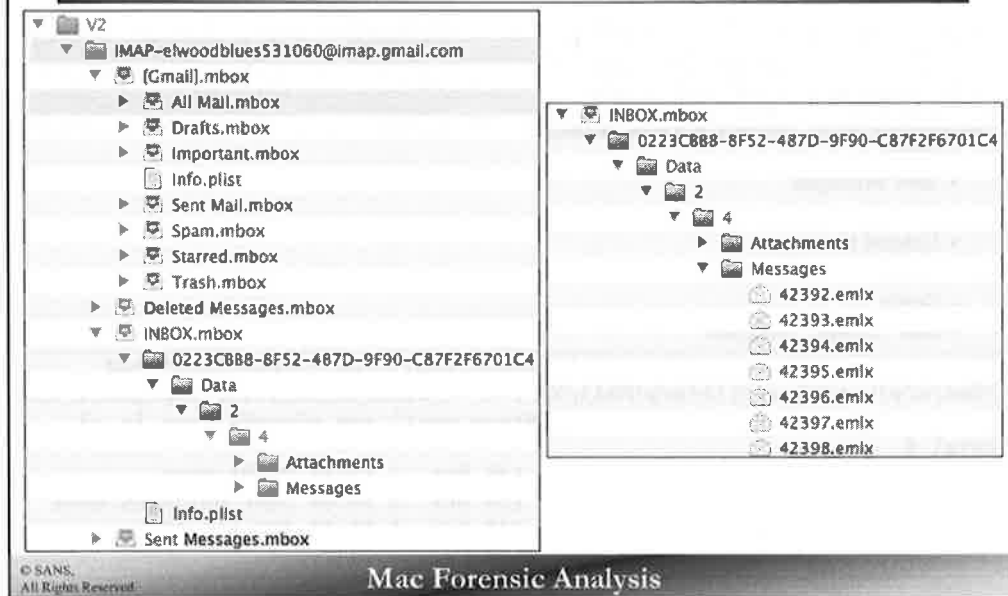 V2
IMAP-elwoodblues531060@imap.gmail.com
[Gmail].mbox
All Mail.mbox
Drafts.mbox
Important.mbox
Info.plist
Sent Mail.mbox
Spam.mbox
Starred.mbox
Trash.mbox
Deleted Messages.mbox
INBOX.mbox
0223CBB8-8F52-487D-9F90-C87F2F6701C4
Data
2
4
Attachments
Messages
Info.plist
Sent Messages.mbox
INBOX.mbox
0223CBB8-8F52-487D-9F90-C87F2F6701C4
Data
2
4
Attachments
Messages
42392.emlx
42393.emlx
42394.emlx
42395.emlx
42396.emlx
42397.emlx
42398.emlx
© SANS,
All Rights Reserved
Mac Forensic Analysis